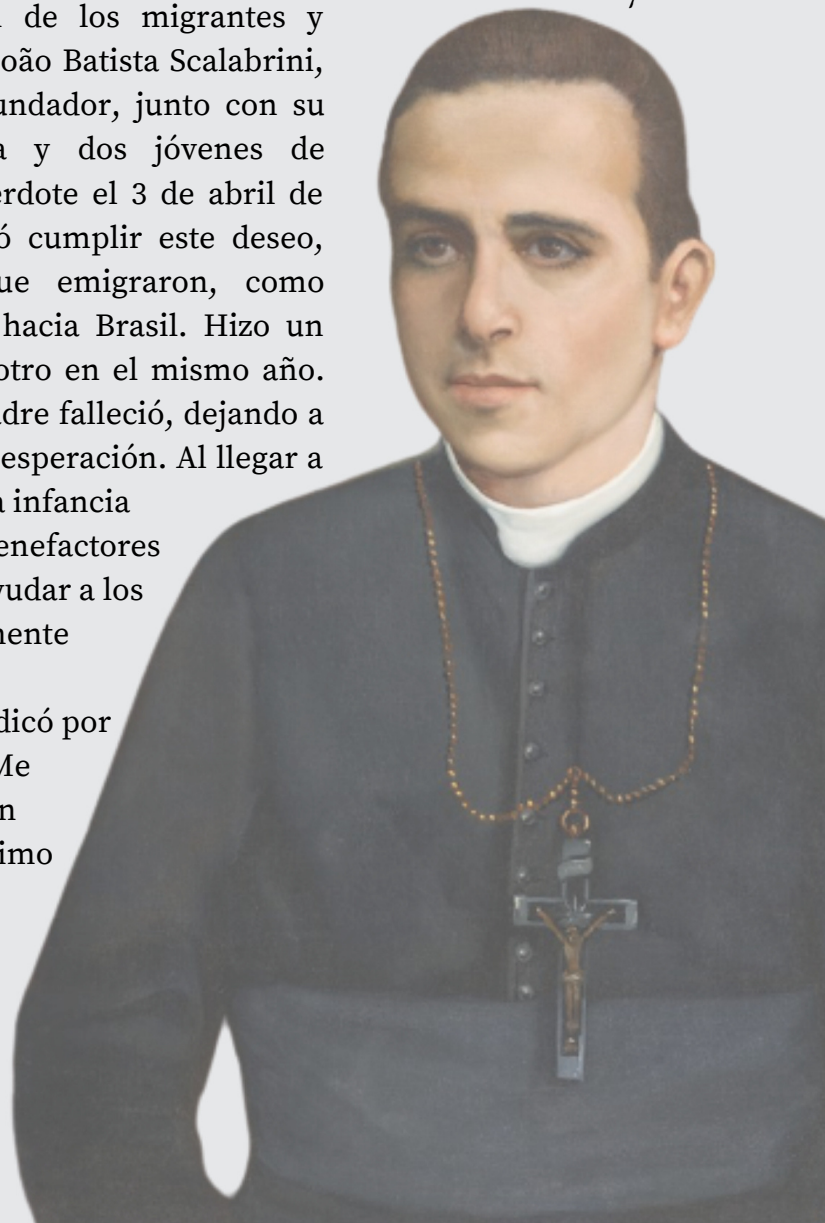 de los migrantes y
oão Batista Scalabrini,
undador, junto con su
a y dos jóvenes de
erdote el 3 de abril de
ó cumplir este deseo,
ue emigraron, como
hacia Brasil. Hizo un
otro en el mismo año.
dre falleció, dejando a
esperación. Al llegar a
a infancia
enefactores
yudar a los
mente
dicó por
Me
n
imo